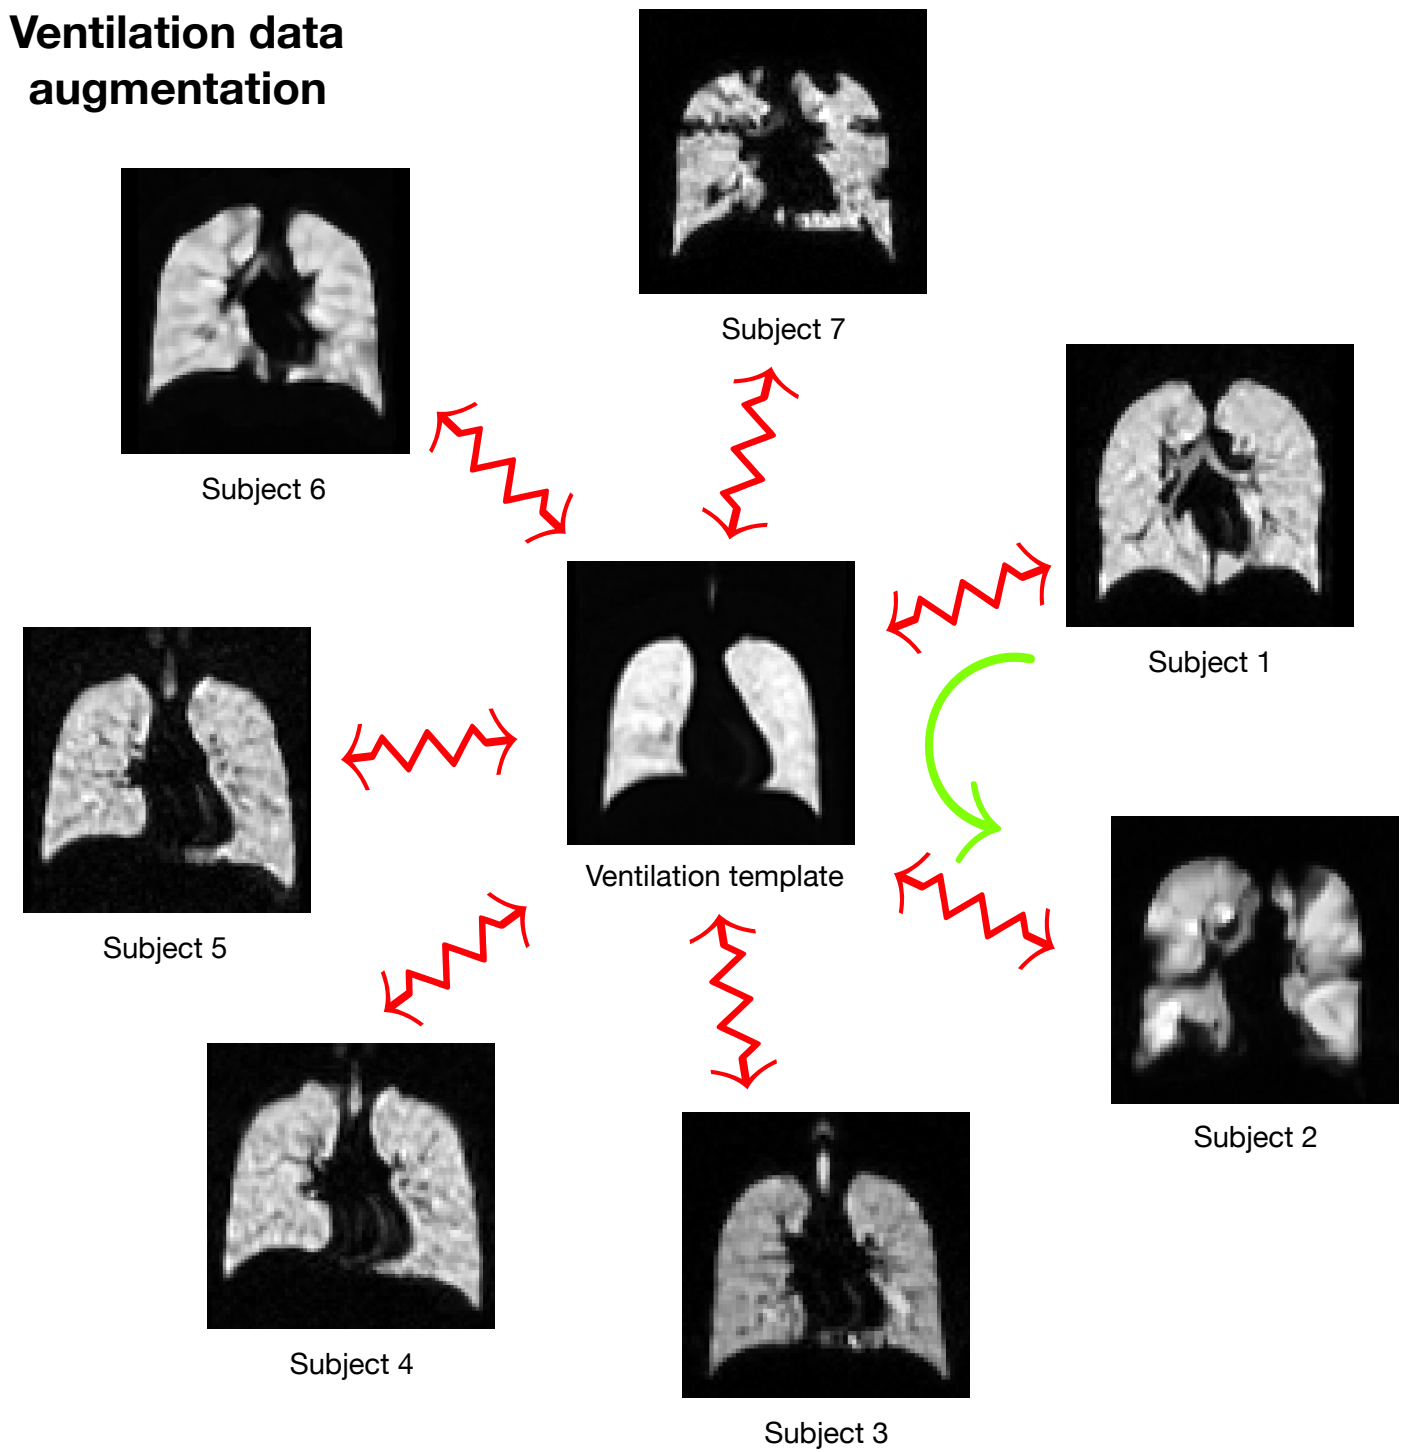 Ventilation data
augmentation
Subject 7
Subject 6
Subject 1
Ventilation template
Subject 5
Subject 2
Subject 4
Subject 3